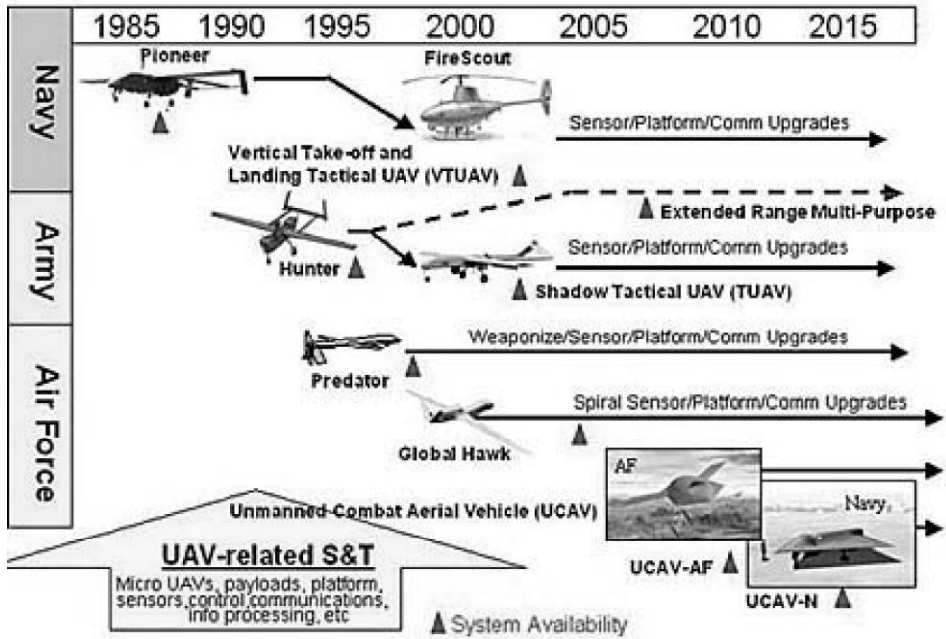 1985 1990 1995 2000 2005 2010 2015
Navy
Pioneer
FireScout
Sensor/Platform/Comm Upgrades
Vertical Take-off and
Landing Tactical UAV (VTUAV)
Army
Extended Range Multi-Purpose
Hunter
Sensor/Platform/Comm Upgrades
Shadow Tactical UAV (TUAV)
Air Force
Weaponize/Sensor/Platform/Comm Upgrades
Predator
Spiral Sensor/Platform/Comm Upgrades
Global Hawk
AF
Unmanned Combat Aerial Vehicle (UCAV)
Navy
UCAV-AF
UCAV-N
UAV-related S&T
Micro UAVs, payloads, platform,
sensors,control,communications,
info processing, etc
System Availability